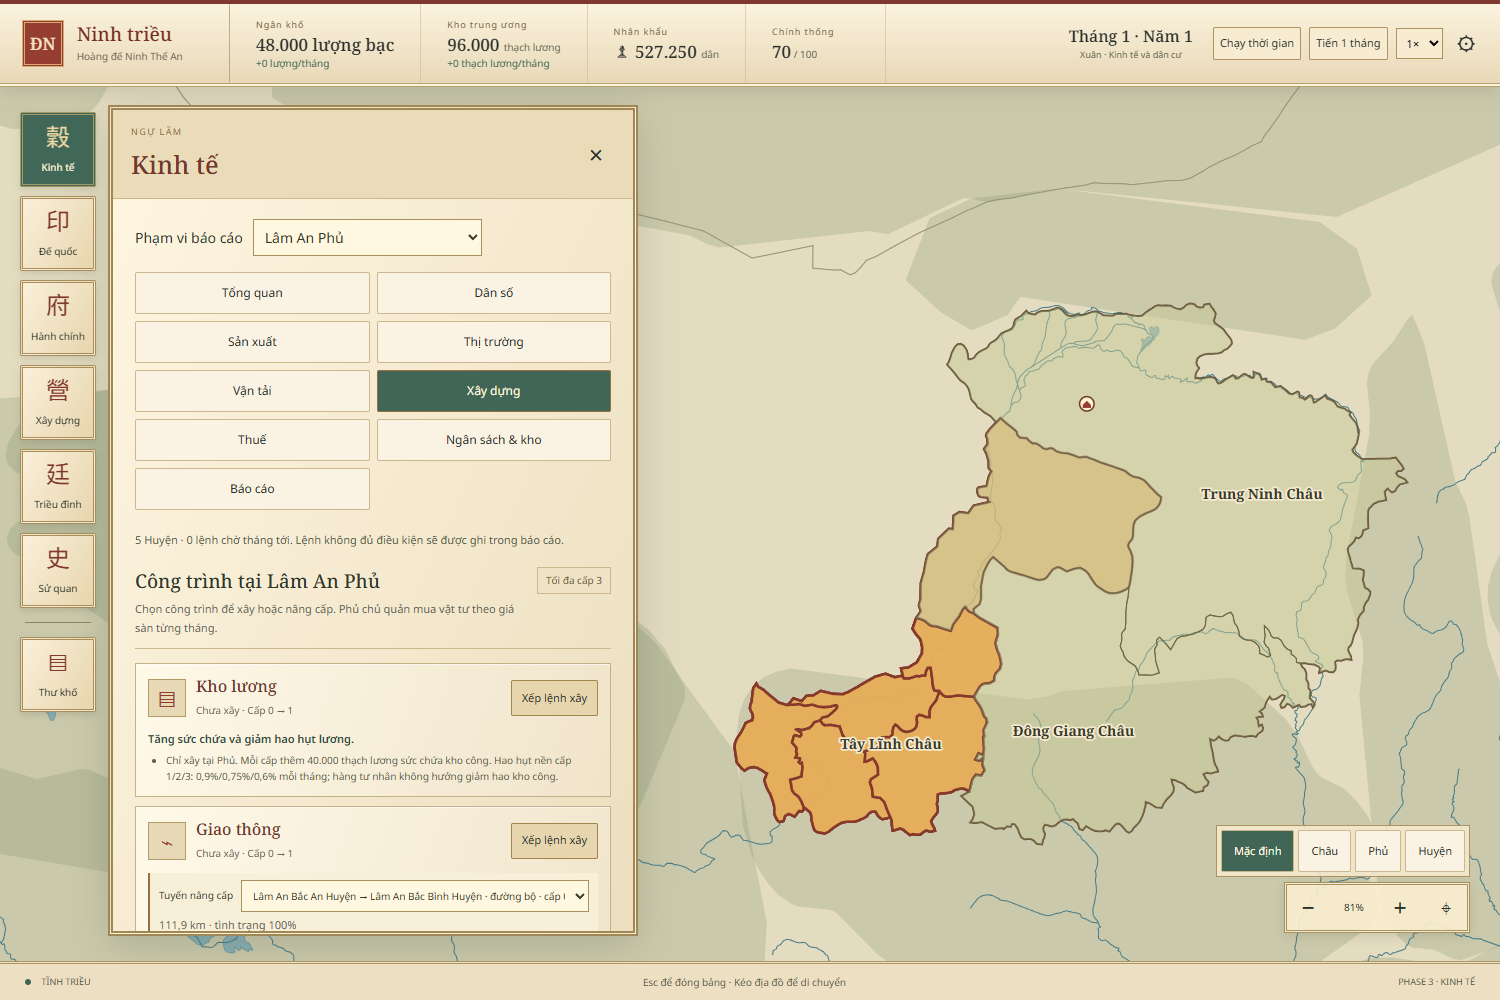 ĐN
Ninh triều
Hoàng đế Ninh Thế An
Ngân khố
48.000 lượng bạc
+0 lượng/tháng
Kho trung ương
96.000 thạch lương
+0 thạch lương/tháng
Nhân khẩu
527.250 dân
Chính thống
70 / 100
Tháng 1 · Năm 1
Xuân · Kinh tế và dân cư
Chạy thời gian
Tiến 1 tháng
1×
穀
Kinh tế
印
Đế quốc
府
Hành chính
營
Xây dựng
廷
Triều đình
史
Sử quan
Thư khố
NGỰ LÃM
Kinh tế
×
Phạm vi báo cáo
Lâm An Phủ
Tổng quan
Dân số
Sản xuất
Thị trường
Vận tải
Xây dựng
Thuế
Ngân sách & kho
Báo cáo
5 Huyện · 0 lệnh chờ tháng tới. Lệnh không đủ điều kiện sẽ được ghi trong báo cáo.
Công trình tại Lâm An Phủ
Tối đa cấp 3
Chọn công trình để xây hoặc nâng cấp. Phủ chủ quản mua vật tư theo giá
sàn từng tháng.
Kho lương
Chưa xây · Cấp 0 → 1
Xếp lệnh xây
Tăng sức chứa và giảm hao hụt lương.
• Chỉ xây tại Phủ. Mỗi cấp thêm 40.000 thạch lương sức chứa kho công. Hao hụt nền cấp
1/2/3: 0,9%/0,75%/0,6% mỗi tháng; hàng tư nhân không hưởng giảm hao kho công.
Giao thông
Chưa xây · Cấp 0 → 1
Xếp lệnh xây
Tuyến nâng cấp
Lâm An Bắc An Huyện → Lâm An Bắc Bình Huyện · đường bộ · cấp
111,9 km · tình trạng 100%
Trung Ninh Châu
Tây Lĩnh Châu
Đông Giang Châu
Mặc định
Châu
Phủ
Huyện
−
81%
+
TĨNH TRIỀU
Esc để đóng bảng · Kéo địa đồ để di chuyển
PHASE 3 · KINH TẾ